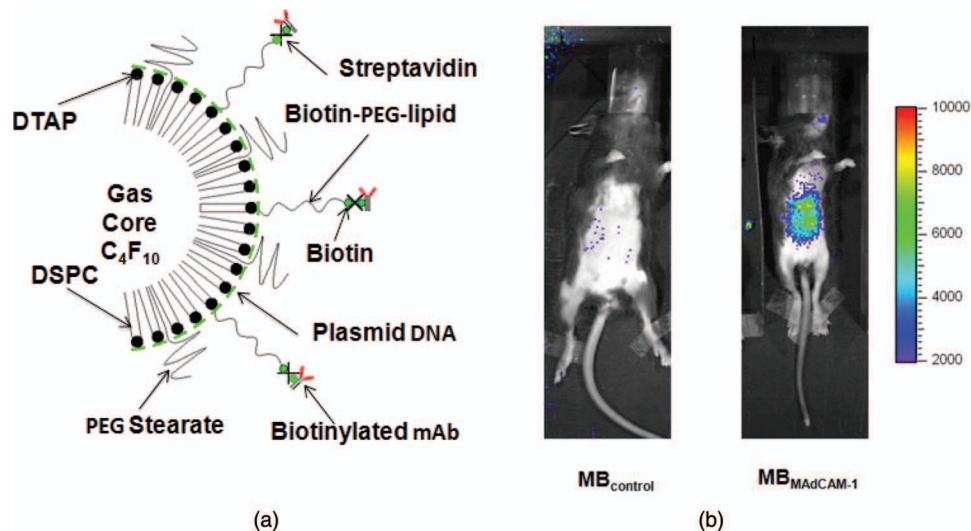 Streptavidin
Biotin-PEG-lipid
DTAP
Gas
Core
C₄F₁₀
Biotin
DSPC
Plasmid DNA
PEG Stearate
Biotinylated mAb
(a)
10000
8000
6000
4000
2000
MBcontrol
MBMAdCAM-1
(b)